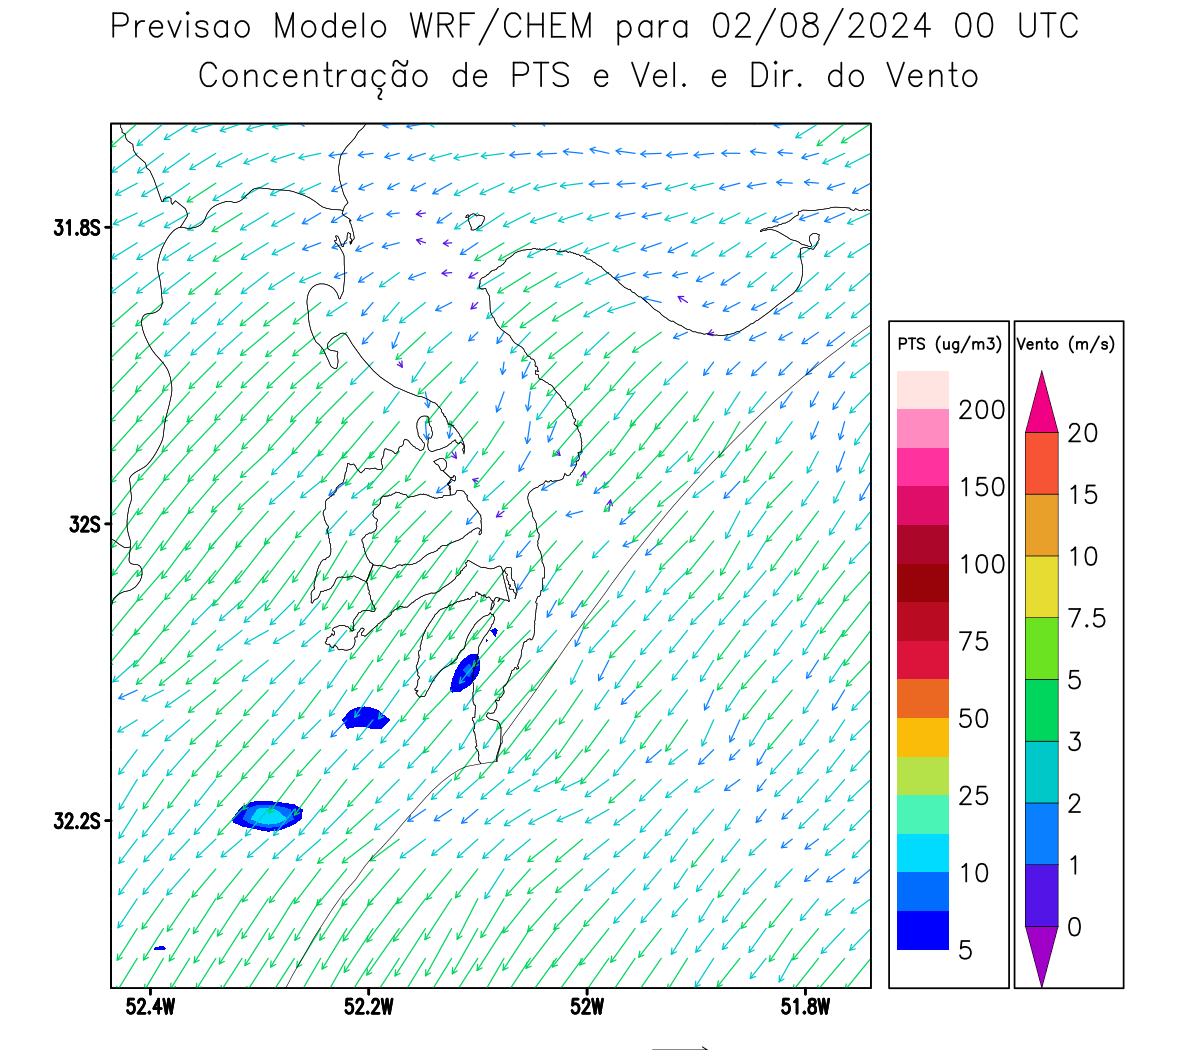 Previsao Modelo WRF/CHEM para 02/08/2024 00 UTC
Concentração de PTS e Vel. e Dir. do Vento
31.8S
32S
32.2S
52.4W
52.2W
52W
51.8W
PTS (ug/m3)
200
150
100
75
50
25
10
5
Vento (m/s)
20
15
10
7.5
5
3
2
1
0